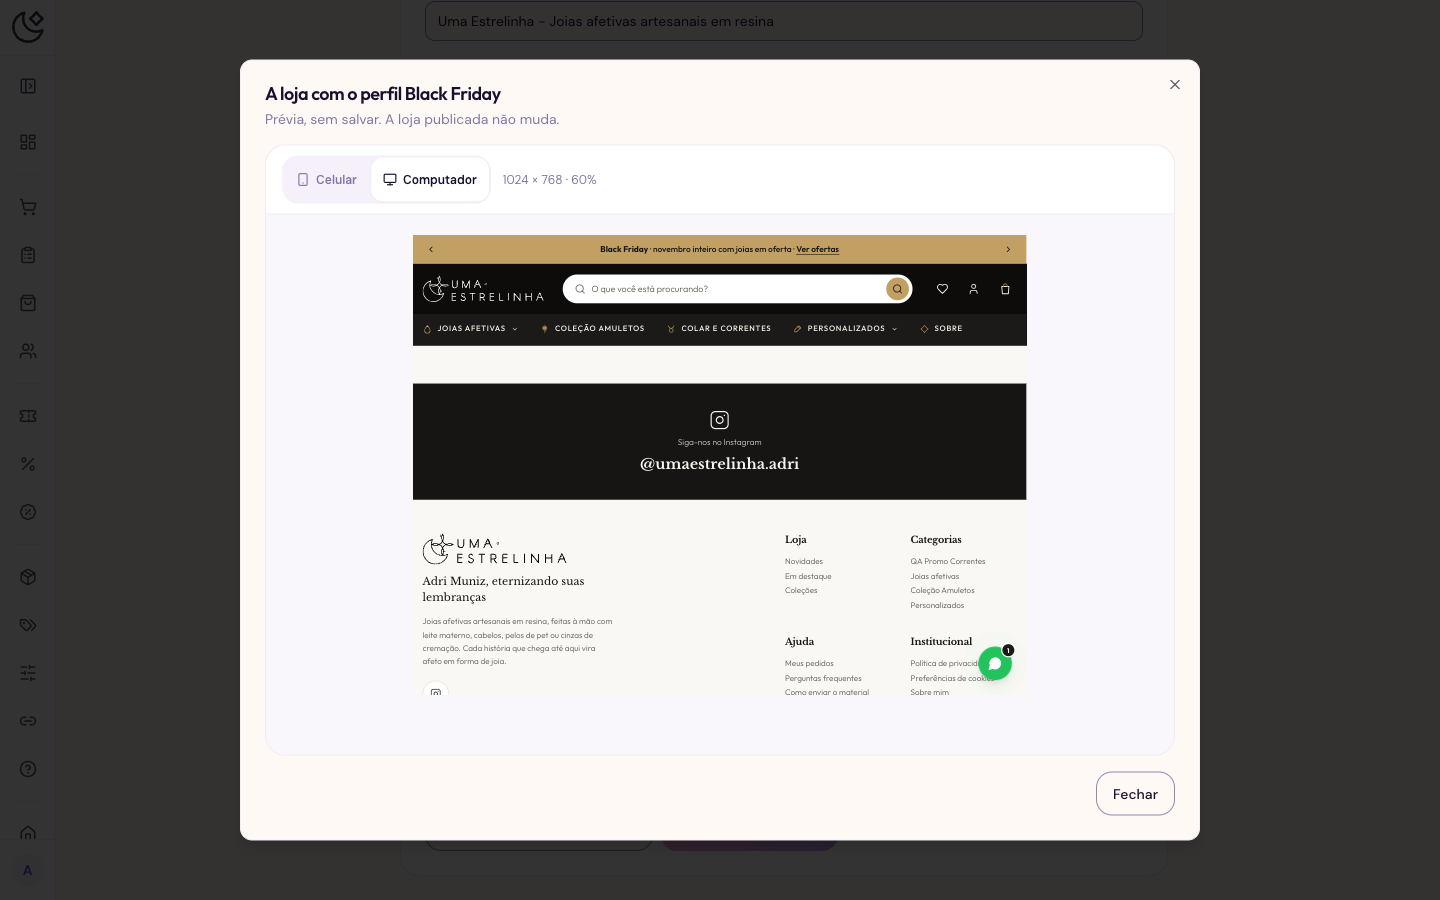 Uma Estrelinha - Joias afetivas artesanais em resina
A loja com o perfil Black Friday
Prévia, sem salvar. A loja publicada não muda.
Celular
Computador
1024 × 768 · 60%
Black Friday · novembro inteiro com joias em oferta · Ver ofertas
UMA
ESTRELINHA
O que você está procurando?
JOIAS AFETIVAS
COLEÇÃO AMULETOS
COLAR E CORRENTES
PERSONALIZADOS
SOBRE
Siga-nos no Instagram
@umaestrelinha.adri
UMA
ESTRELINHA
Adri Muniz, eternizando suas
lembranças
Joias afetivas artesanais em resina, feitas à mão com
leite materno, cabelos, pelos de pet ou cinzas de
cremação. Cada história que chega até aqui vira
afeto em forma de joia.
Loja
Novidades
Em destaque
Coleções
Categorias
QA Promo Correntes
Joias afetivas
Coleção Amuletos
Personalizados
Ajuda
Meus pedidos
Perguntas frequentes
Como enviar o material
Institucional
Política de privacid
Preferências de cookies
Sobre mim
1
Fechar
A